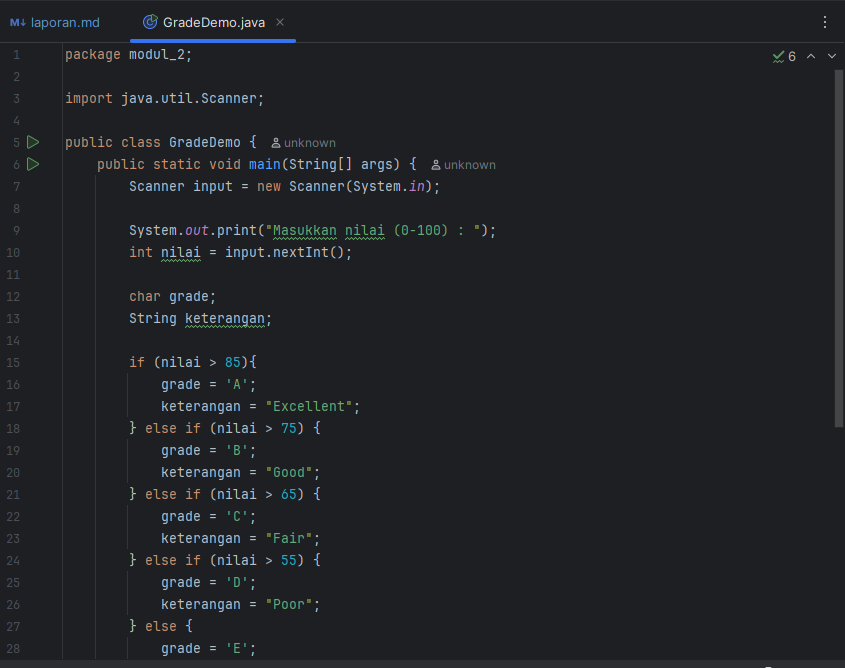 M↓ laporan.md GradeDemo.java ×
6
1 package modul_2;
2
3 import java.util.Scanner;
4
5 public class GradeDemo { unknown
6 public static void main(String[] args) { unknown
7 Scanner input = new Scanner(System.in);
8
9 System.out.print("Masukkan nilai (0-100) : ");
10 int nilai = input.nextInt();
11
12 char grade;
13 String keterangan;
14
15 if (nilai > 85){
16 grade = 'A';
17 keterangan = "Excellent";
18 } else if (nilai > 75) {
19 grade = 'B';
20 keterangan = "Good";
21 } else if (nilai > 65) {
22 grade = 'C';
23 keterangan = "Fair";
24 } else if (nilai > 55) {
25 grade = 'D';
26 keterangan = "Poor";
27 } else {
28 grade = 'E';